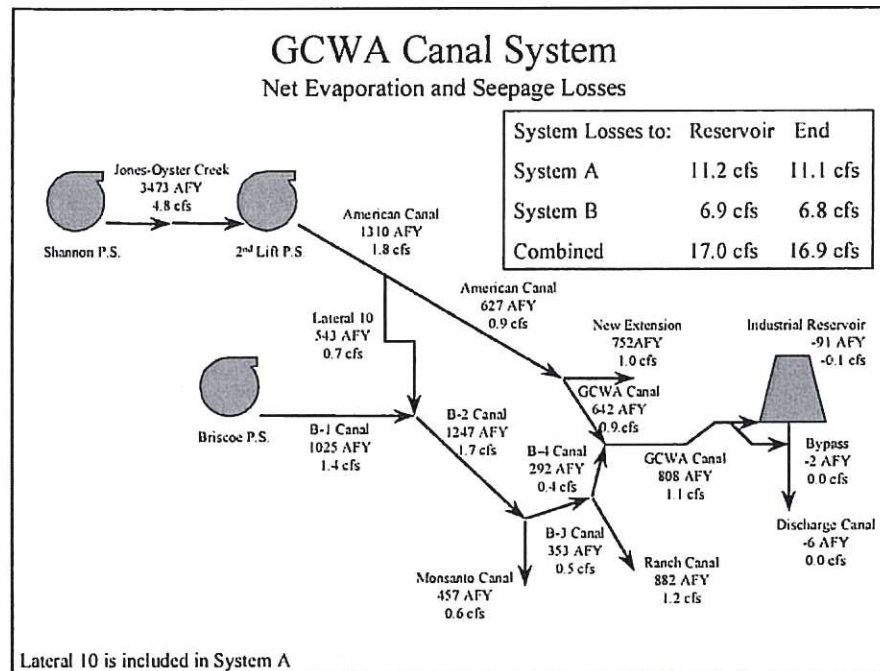 GCWA Canal System
Net Evaporation and Seepage Losses
System Losses to: Reservoir End
System A 11.2 cfs 11.1 cfs
System B 6.9 cfs 6.8 cfs
Combined 17.0 cfs 16.9 cfs
Jones-Oyster Creek
3473 AFY
4.8 cfs
Shannon P.S.
2nd Lift P.S.
American Canal
1310 AFY
1.8 cfs
American Canal
627 AFY
0.9 cfs
Lateral 10
543 AFY
0.7 cfs
New Extension
752AFY
1.0 cfs
Industrial Reservoir
-91 AFY
-0.1 cfs
GCWA Canal
642 AFY
0.9 cfs
Briscoe P.S.
B-1 Canal
1025 AFY
1.4 cfs
B-2 Canal
1247 AFY
1.7 cfs
B-4 Canal
292 AFY
0.4 cfs
GCWA Canal
808 AFY
1.1 cfs
Bypass
-2 AFY
0.0 cfs
B-3 Canal
353 AFY
0.5 cfs
Discharge Canal
-6 AFY
0.0 cfs
Monsanto Canal
457 AFY
0.6 cfs
Ranch Canal
882 AFY
1.2 cfs
Lateral 10 is included in System A